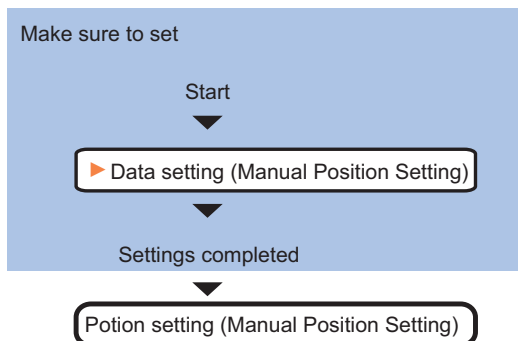 Make sure to set
Start
Data setting (Manual Position Setting)
Settings completed
Potion setting (Manual Position Setting)